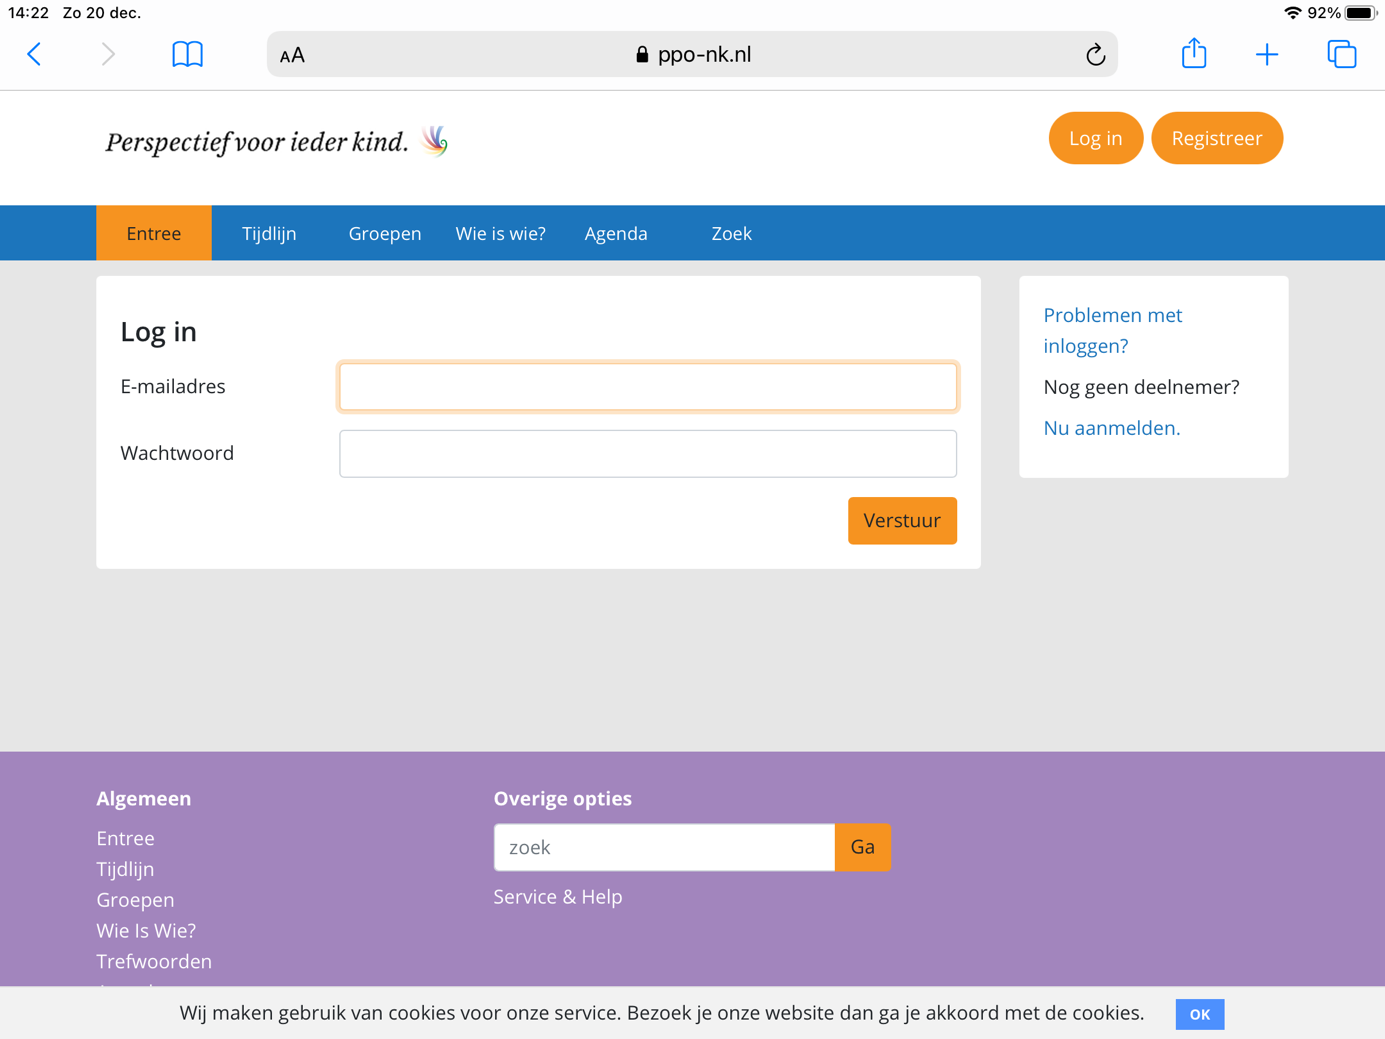 14:22 Zo 20 dec.
92%
AA
ppo-nk.nl
Perspectief voor ieder kind.
Log in
Registreer
Entree
Tijdlijn
Groepen
Wie is wie?
Agenda
Zoek
Log in
E-mailadres
Wachtwoord
Verstuur
Problemen met
inloggen?
Nog geen deelnemer?
Nu aanmelden.
Algemeen
Entree
Tijdlijn
Groepen
Wie Is Wie?
Trefwoorden
Overige opties
zoek
Ga
Service & Help
Wij maken gebruik van cookies voor onze service. Bezoek je onze website dan ga je akkoord met de cookies.
OK